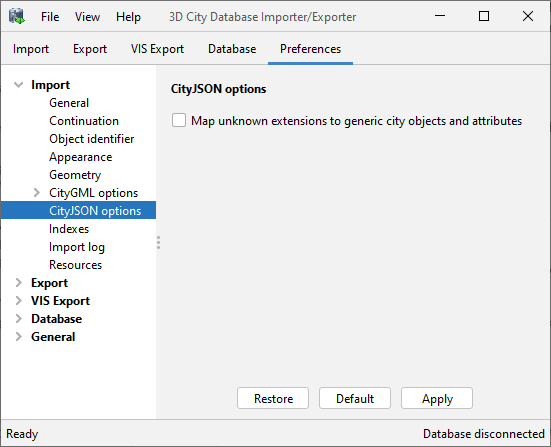 File View Help 3D City Database Importer/Exporter
Import Export VIS Export Database Preferences
Import
General
Continuation
Object identifier
Appearance
Geometry
CityGML options
CityJSON options
Indexes
Import log
Resources
Export
VIS Export
Database
General
CityJSON options
Map unknown extensions to generic city objects and attributes
Restore Default Apply
Ready Database disconnected